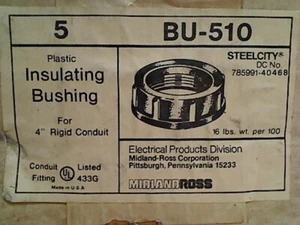 5
BU-510
Plastic
Insulating
Bushing
For
4" Rigid Conduit
STEELCITY®
DC No
785991-40468
16 lbs. wt. per 100
Conduit UL Listed
Fitting 433G
Made in U.S.A
Electrical Products Division
Midland-Ross Corporation
Pittsburgh, Pennsylvania 15233
MIDLAND ROSS